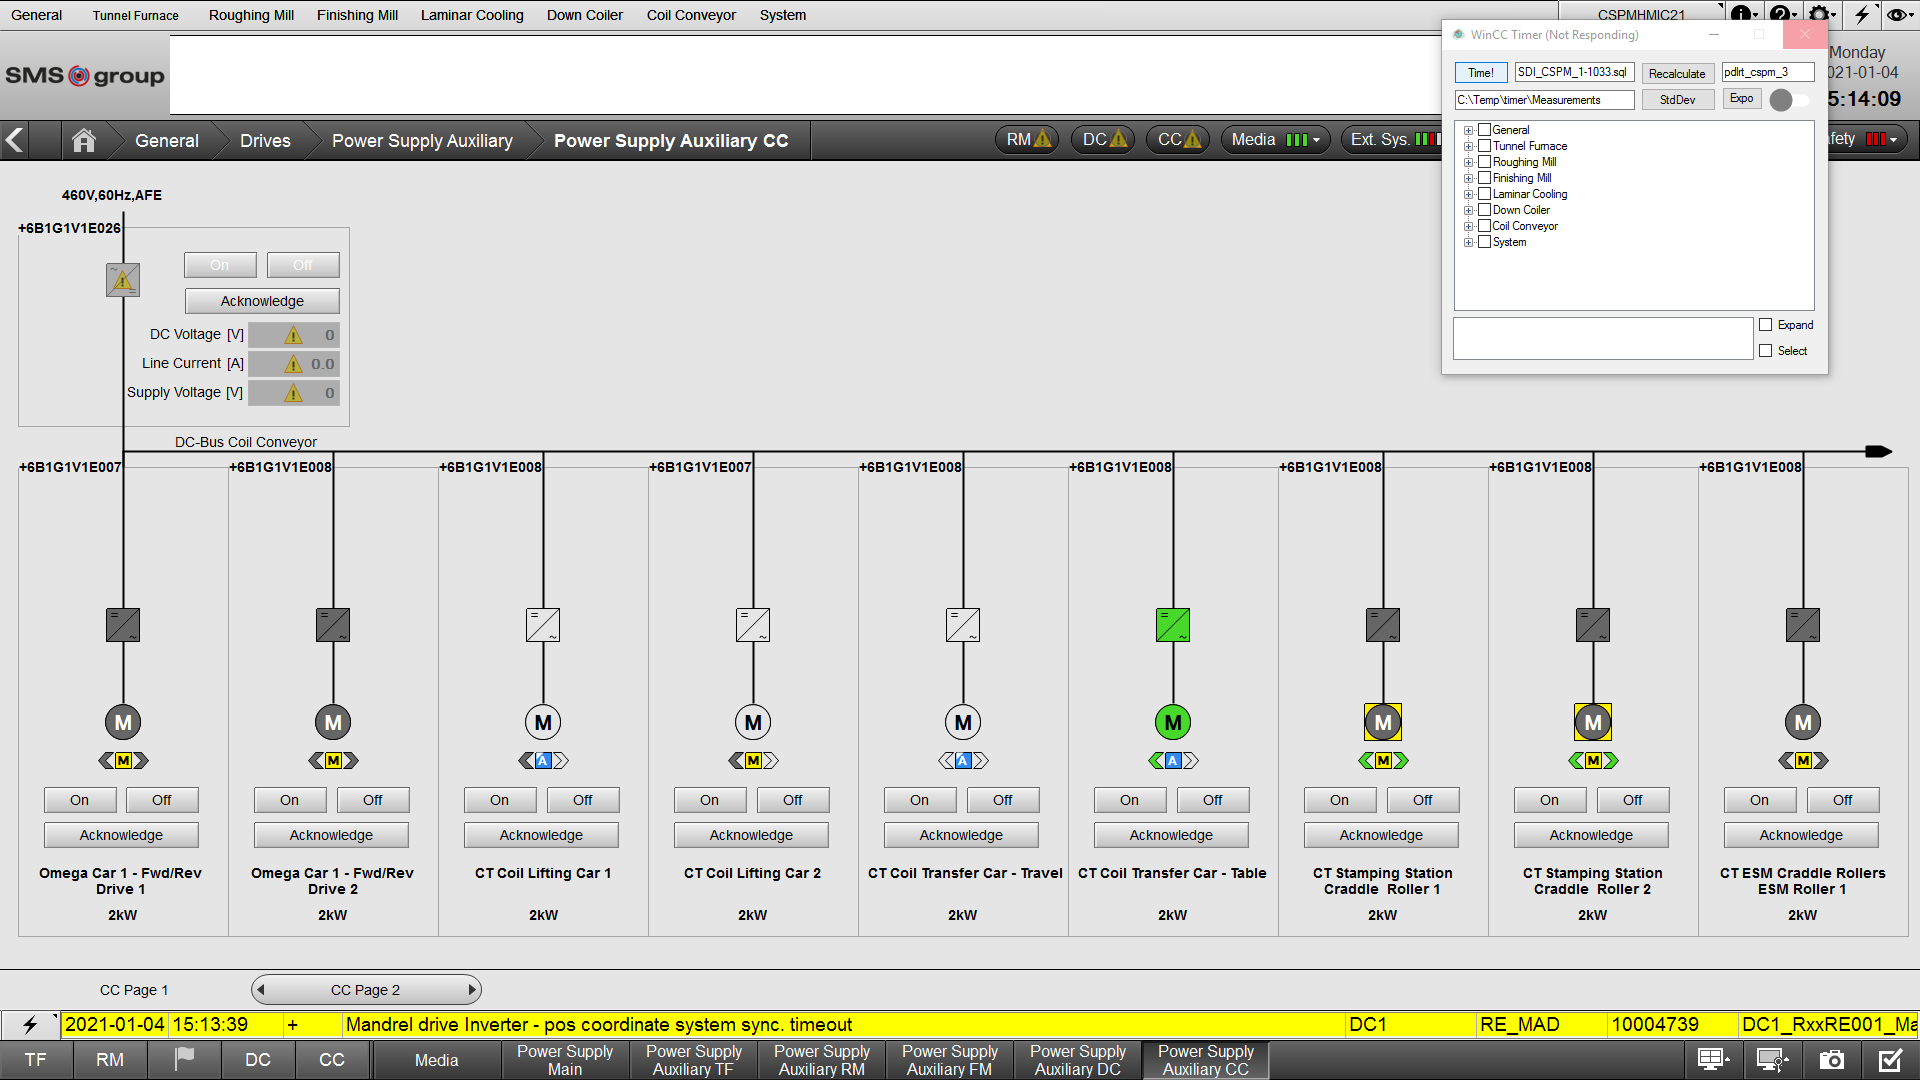 General Tunnel Furnace Roughing Mill Finishing Mill Laminar Cooling Down Coiler Coil Conveyor System CSPMHMIC21
SMS group
Monday
021-01-04
5:14:09
WinCC Timer (Not Responding)
Time! SDI_CSPM_1-1033.sql Recalculate pdlrt_cspm_3
C:\Temp\timer\Measurements StdDev Expo
General
Tunnel Furnace
Roughing Mill
Finishing Mill
Laminar Cooling
Down Coiler
Coil Conveyor
System
Expand
Select
General Drives Power Supply Auxiliary Power Supply Auxiliary CC RM DC CC Media Ext. Sys. fety
460V,60Hz,AFE
+6B1G1V1E026
On Off
Acknowledge
DC Voltage [V] 0
Line Current [A] 0.0
Supply Voltage [V] 0
DC-Bus Coil Conveyor
+6B1G1V1E007 +6B1G1V1E008 +6B1G1V1E008 +6B1G1V1E007 +6B1G1V1E008 +6B1G1V1E008 +6B1G1V1E008 +6B1G1V1E008 +6B1G1V1E008
M M M M M M M M M
M M A M A A M M M
On Off On Off On Off On Off On Off On Off On Off On Off On Off
Acknowledge Acknowledge Acknowledge Acknowledge Acknowledge Acknowledge Acknowledge Acknowledge Acknowledge
Omega Car 1 - Fwd/Rev Omega Car 1 - Fwd/Rev CT Coil Lifting Car 1 CT Coil Lifting Car 2 CT Coil Transfer Car - Travel CT Coil Transfer Car - Table CT Stamping Station CT Stamping Station CT ESM Craddle Rollers
Drive 1 Drive 2 Craddle Roller 1 Craddle Roller 2 ESM Roller 1
2kW 2kW 2kW 2kW 2kW 2kW 2kW 2kW 2kW
CC Page 1 CC Page 2
2021-01-04 15:13:39 + Mandrel drive Inverter - pos coordinate system sync. timeout DC1 RE_MAD 10004739 DC1_RxxRE001_Ma
TF RM DC CC Media
Power Supply Main
Power Supply Auxiliary TF
Power Supply Auxiliary RM
Power Supply Auxiliary FM
Power Supply Auxiliary DC
Power Supply Auxiliary CC